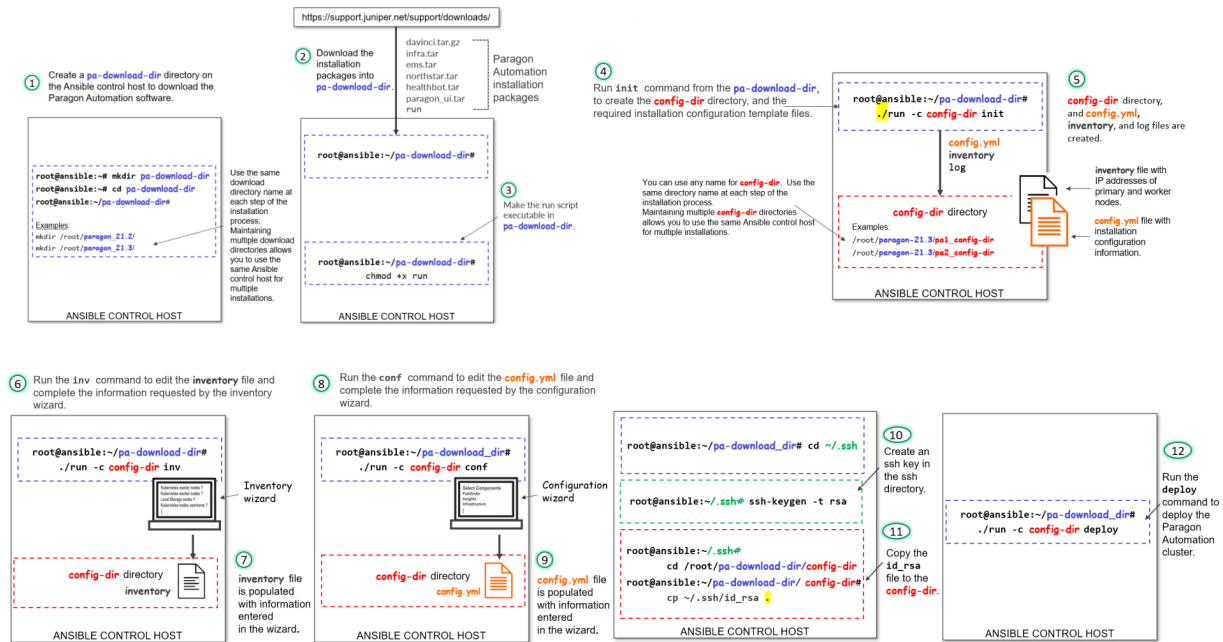 https://support.juniper.net/support/downloads/
1
Create a pa-download-dir directory on
the Ansible control host to download the
Paragon Automation software.
root@ansible:~# mkdir pa-download-dir
root@ansible:~# cd pa-download-dir
root@ansible:~/pa-download-dir#
Examples:
mkdir /root/paragon_21.2/
mkdir /root/paragon_21.3/
Use the same
download
directory name at
each step of the
installation
process.
Maintaining
multiple download
directories allows
you to use the
same Ansible
control host for
multiple
installations.
ANSIBLE CONTROL HOST
2
Download the
installation
packages into
pa-download-dir.
davinci.tar.gz
infra.tar
ems.tar
northstar.tar
healthbot.tar
paragon_ui.tar
run
Paragon
Automation
installation
packages
root@ansible:~/pa-download-dir#
3
Make the run script
executable in
pa-download-dir.
root@ansible:~/pa-download-dir#
chmod +x run
ANSIBLE CONTROL HOST
4
Run init command from the pa-download-dir,
to create the config-dir directory, and the
required installation configuration template files.
root@ansible:~/pa-download-dir#
./run -c config-dir init
config.yml
inventory
log
You can use any name for config-dir. Use the
same directory name at each step of the
installation process.
Maintaining multiple config-dir directories
allows you to use the same Ansible control host
for multiple installations.
config-dir directory
Examples:
/root/paragon-21.3/pa1_config-dir
/root/paragon-21.3/pa2_config-dir
ANSIBLE CONTROL HOST
5
config-dir directory,
and config.yml,
inventory, and log files are
created.
inventory file with
IP addresses of
primary and worker
nodes.
config.yml file with
installation
configuration
information.
6
Run the inv command to edit the inventory file and
complete the information requested by the inventory
wizard.
root@ansible:~/pa-download-dir#
./run -c config-dir inv
Kubernetes master nodes ?
Kubernetes worker nodes ?
Local Storage nodes ?
Kubernetes nodes username ?
Inventory
wizard
7
inventory file
is populated
with information
entered
in the wizard.
config-dir directory
inventory
ANSIBLE CONTROL HOST
8
Run the conf command to edit the config.yml file and
complete the information requested by the configuration
wizard.
root@ansible:~/pa-download_dir#
./run -c config-dir conf
Select Components
Pathfinder
Insights
Infrastructure
Configuration
wizard
9
config.yml file
is populated
with information
entered
in the wizard.
config-dir directory
config.yml
ANSIBLE CONTROL HOST
root@ansible:~/pa-download_dir# cd ~/.ssh
10
Create an
ssh key in
the ssh
directory.
root@ansible:~/.ssh# ssh-keygen -t rsa
root@ansible:~/.ssh#
cd /root/pa-download-dir/config-dir
root@ansible:~/pa-download-dir/ config-dir#
cp ~/.ssh/id_rsa .
11
Copy the
id_rsa
file to the
config-dir.
ANSIBLE CONTROL HOST
root@ansible:~/pa-download_dir#
./run -c config-dir deploy
12
Run the
deploy
command to
deploy the
Paragon
Automation
cluster.
ANSIBLE CONTROL HOST